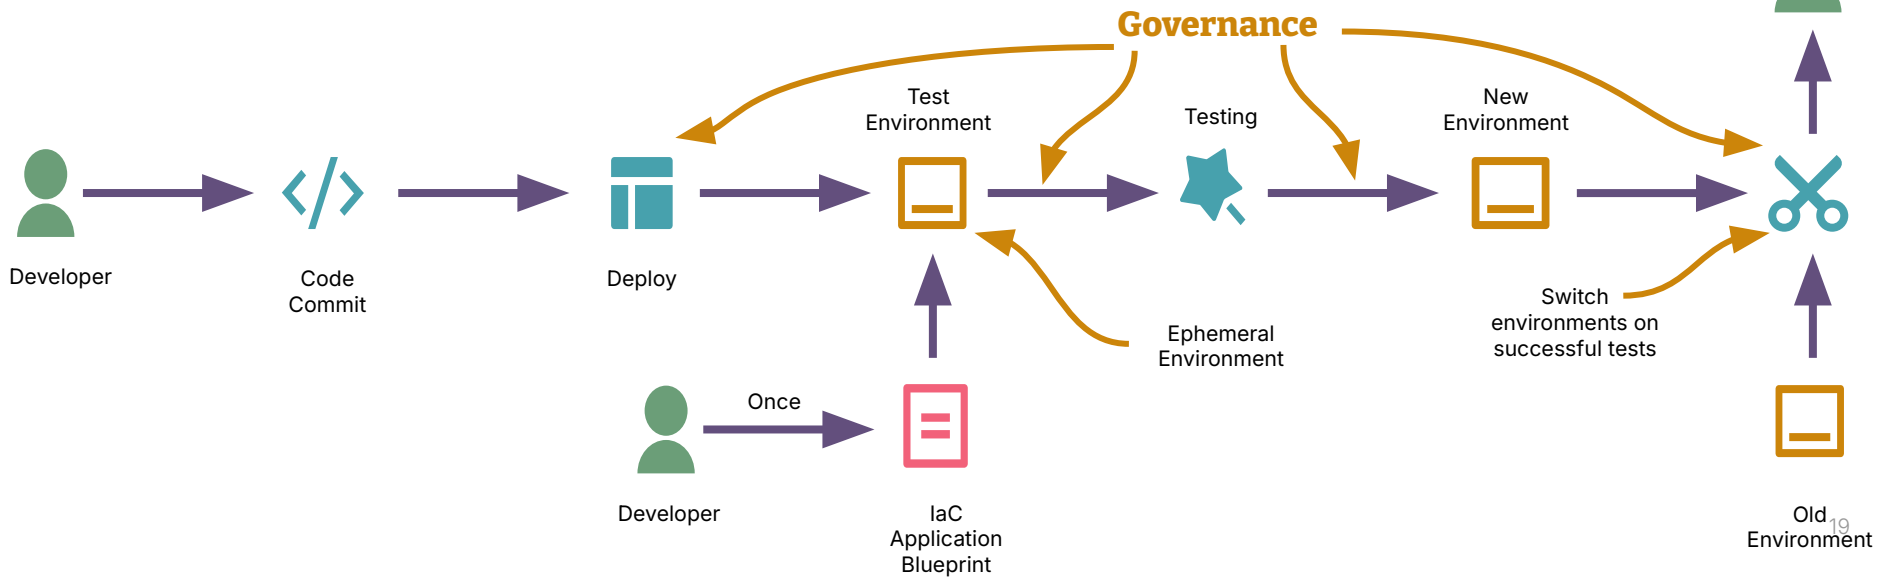 Governance
Test
Environment
Testing
New
Environment
Developer
Code
Commit
Deploy
Ephemeral
Environment
Switch
environments on
successful tests
Once
Developer
IaC
Application
Blueprint
Old
Environment
19